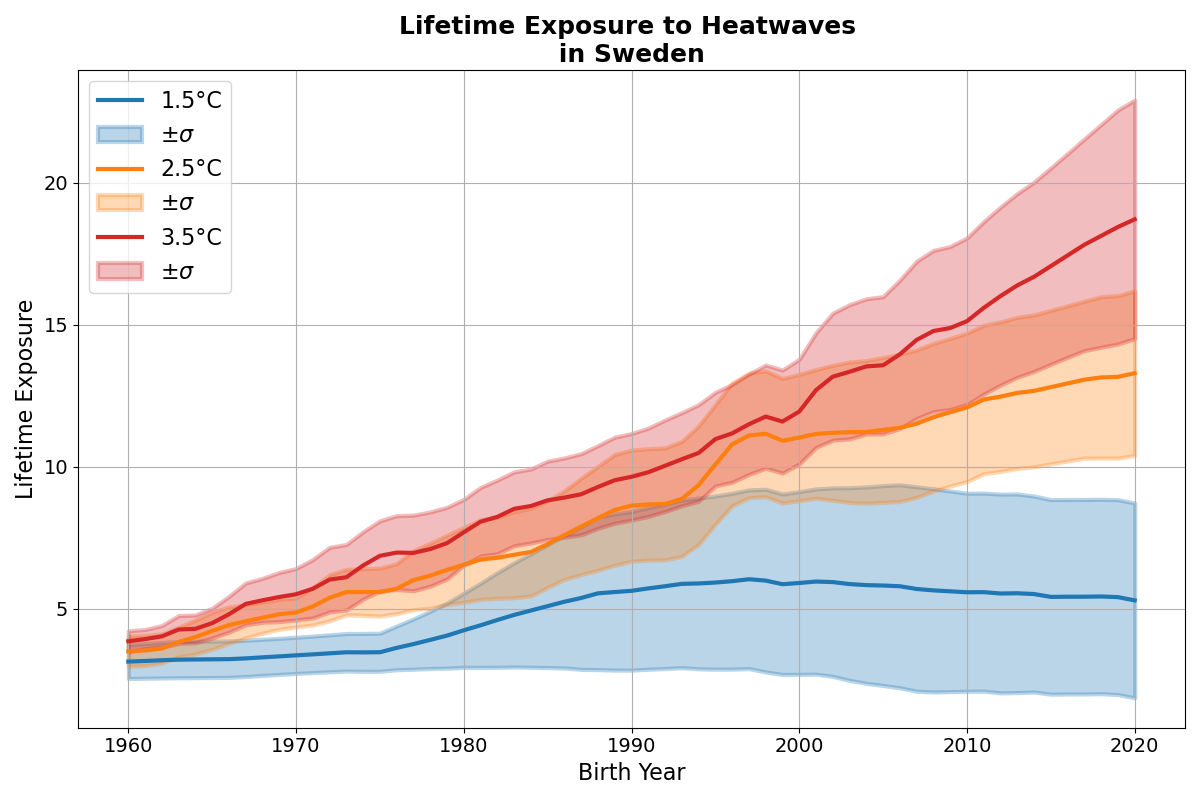 Lifetime Exposure to Heatwaves
in Sweden
1.5°C
±σ
2.5°C
±σ
3.5°C
±σ
Lifetime Exposure
20
15
10
5
1960 1970 1980 1990 2000 2010 2020
Birth Year